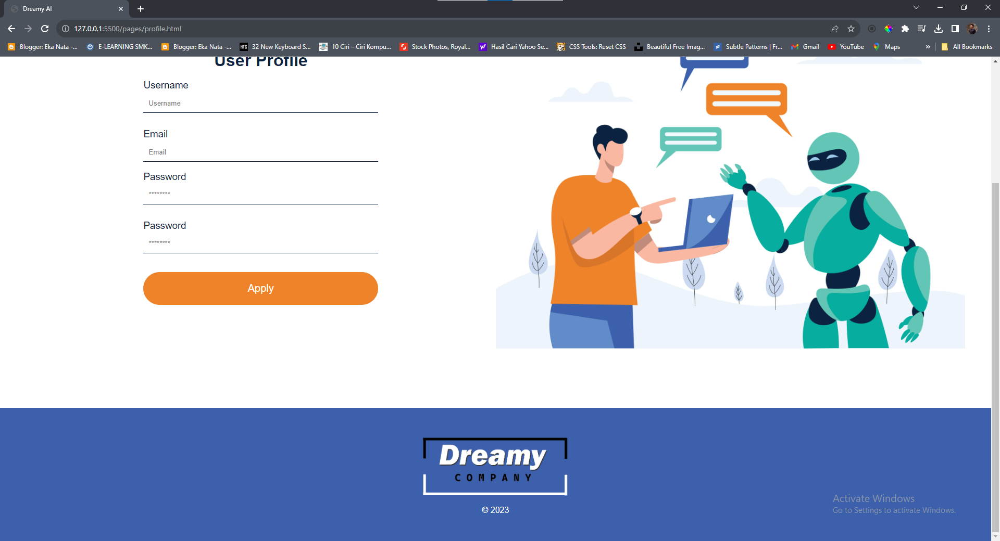 Dreamy AI
127.0.0.1:5500/pages/profile.html
Blogger: Eka Nata -... E-LEARNING SMK... Blogger: Eka Nata -... HTG 32 New Keyboard S... 10 Ciri – Ciri Kompu... Stock Photos, Royal... Hasil Cari Yahoo Se... CSS Tools: Reset CSS Beautiful Free Imag... Subtle Patterns | Fr... Gmail YouTube Maps » All Bookmarks
User Profile
Username
Username
Email
Email
Password
********
Password
********
Apply
Dreamy
COMPANY
© 2023
Activate Windows
Go to Settings to activate Windows.